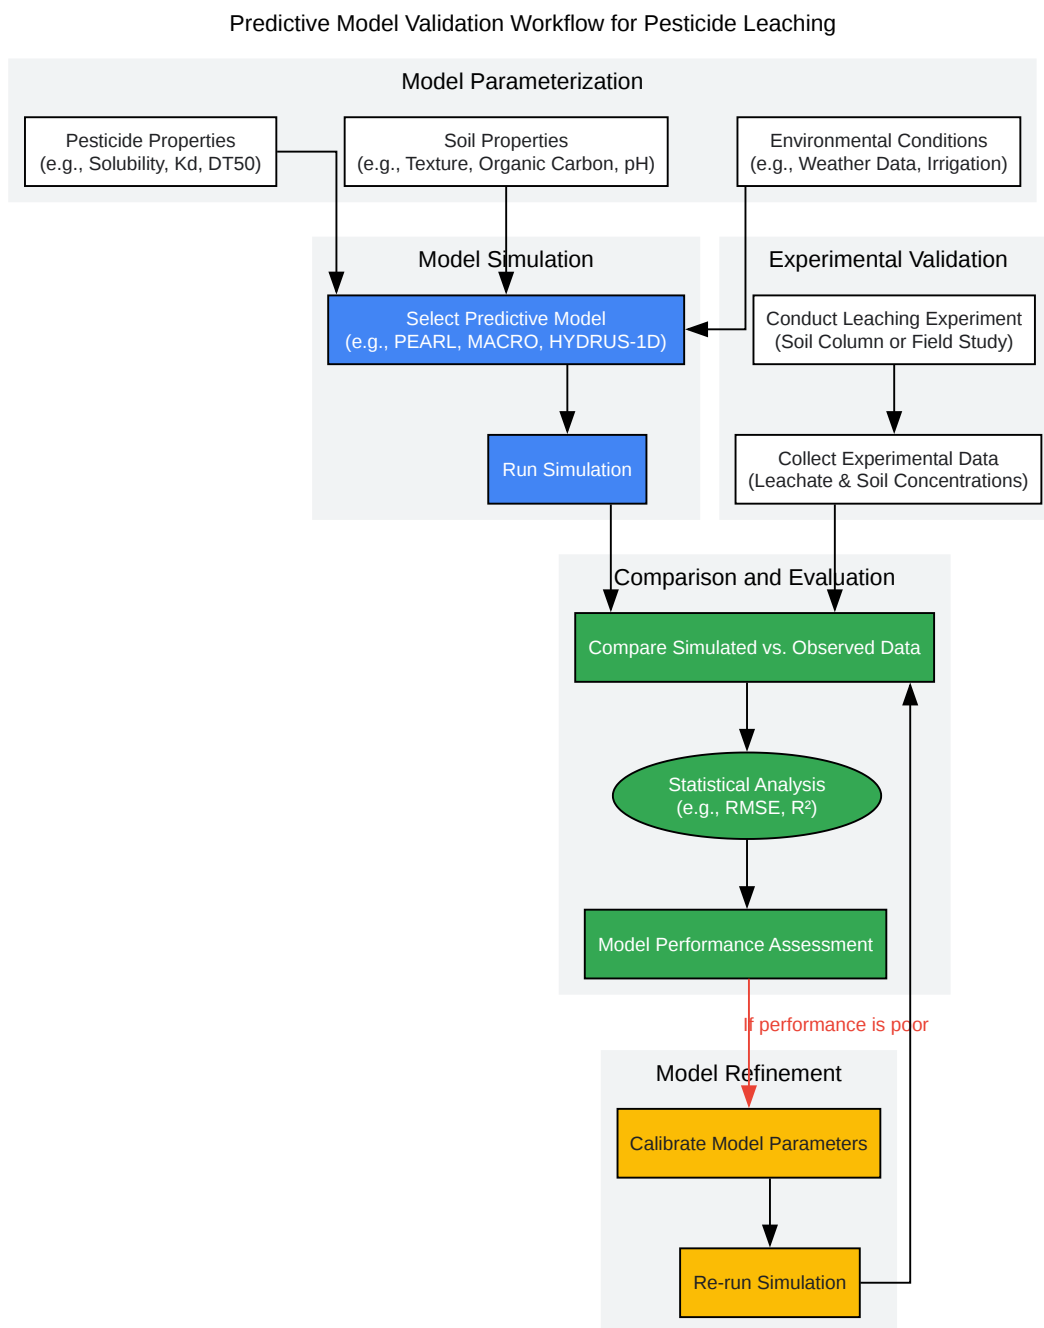 Predictive Model Validation Workflow for Pesticide Leaching
Model Parameterization
Pesticide Properties
(e.g., Solubility, Kd, DT50)
Soil Properties
(e.g., Texture, Organic Carbon, pH)
Environmental Conditions
(e.g., Weather Data, Irrigation)
Model Simulation
Select Predictive Model
(e.g., PEARL, MACRO, HYDRUS-1D)
Run Simulation
Experimental Validation
Conduct Leaching Experiment
(Soil Column or Field Study)
Collect Experimental Data
(Leachate & Soil Concentrations)
Comparison and Evaluation
Compare Simulated vs. Observed Data
Statistical Analysis
(e.g., RMSE, R²)
Model Performance Assessment
If performance is poor
Model Refinement
Calibrate Model Parameters
Re-run Simulation